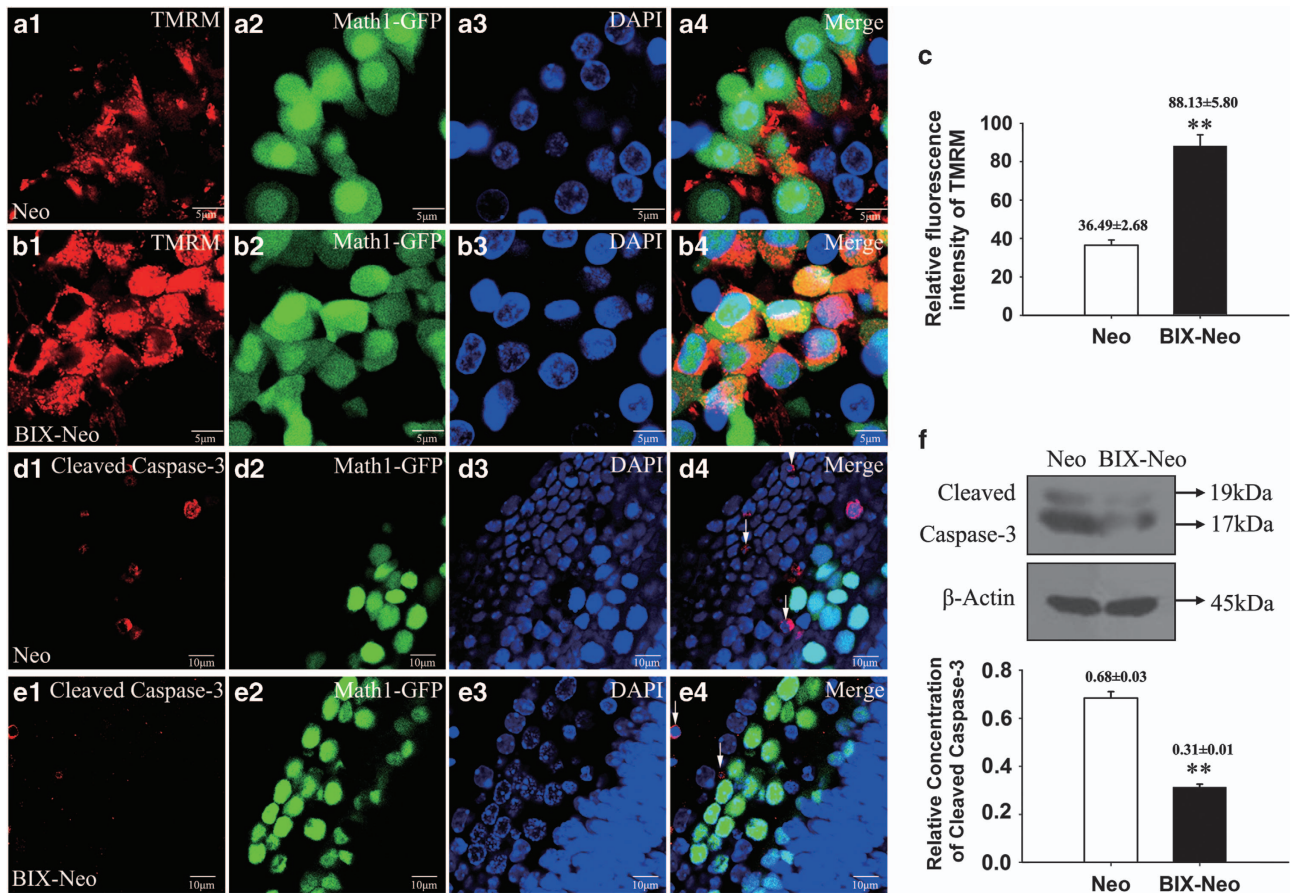 a1 TMRM
Neo
5μm
a2 Math1-GFP
5μm
a3 DAPI
5μm
a4 Merge
5μm
b1 TMRM
BIX-Neo
5μm
b2 Math1-GFP
5μm
b3 DAPI
5μm
b4 Merge
5μm
c
Relative fluorescence
intensity of TMRM
100
80
60
40
20
0
36.49±2.68
88.13±5.80
**
Neo BIX-Neo
d1 Cleaved Caspase-3
Neo
10μm
d2 Math1-GFP
10μm
d3 DAPI
10μm
d4 Merge
10μm
e1 Cleaved Caspase-3
BIX-Neo
10μm
e2 Math1-GFP
10μm
e3 DAPI
10μm
e4 Merge
10μm
f
Neo BIX-Neo
Cleaved
Caspase-3
19kDa
17kDa
β-Actin
45kDa
Relative Concentration
of Cleaved Caspase-3
0.8
0.6
0.4
0.2
0.0
0.68±0.03
0.31±0.01
**
Neo BIX-Neo